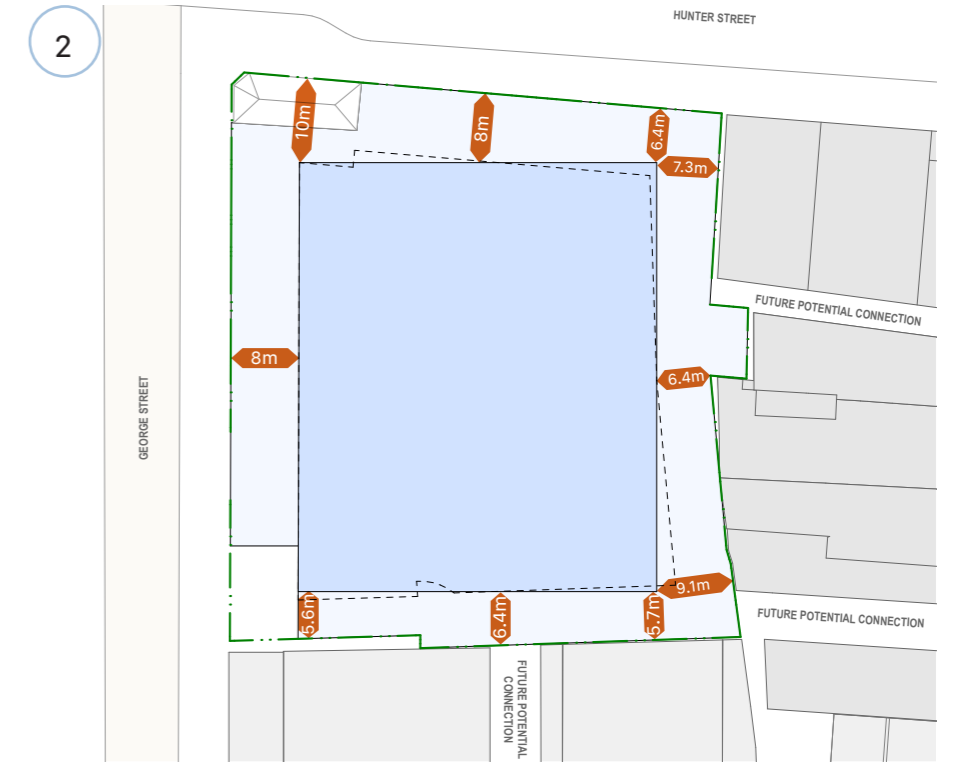 HUNTER STREET
2
10m
8m
6.4m
7.3m
FUTURE POTENTIAL CONNECTION
8m
6.4m
GEORGE STREET
9.1m
5.6m
6.4m
5.7m
FUTURE POTENTIAL CONNECTION
FUTURE POTENTIAL
CONNECTION